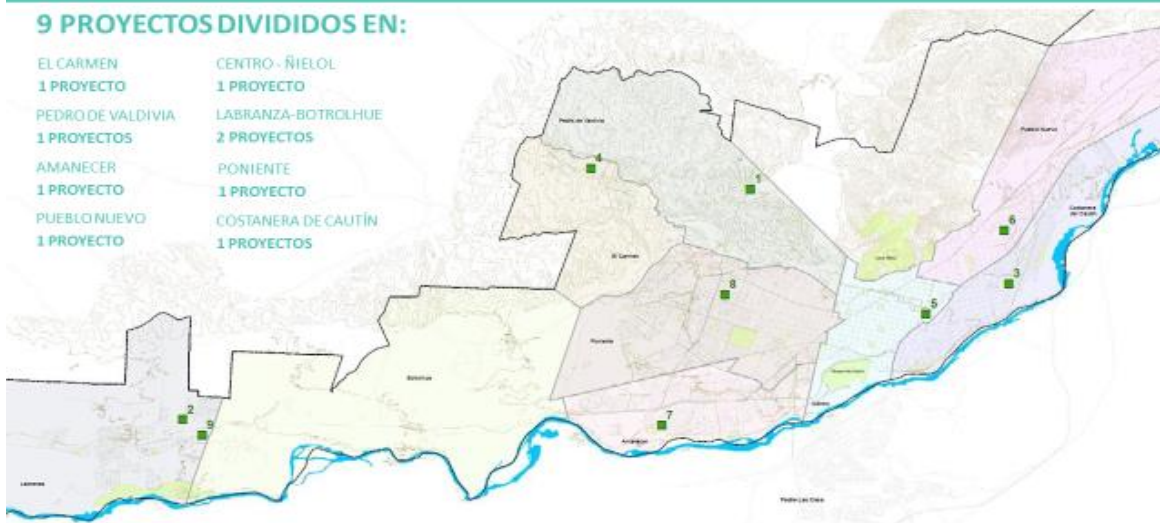 9 PROYECTOS DIVIDIDOS EN:
EL CARMEN
1 PROYECTO
PEDRO DE VALDIVIA
1 PROYECTOS
AMANECER
1 PROYECTO
PUEBLO NUEVO
1 PROYECTO
CENTRO - ÑIELOL
1 PROYECTO
LABRANZA-BOTROLHUE
2 PROYECTOS
PONIENTE
1 PROYECTO
COSTANERA DE CAUTÍN
1 PROYECTOS
Pedro de Valdivia
Pueblo Nuevo
4
1
Costanera
del Cautín
6
El Carmen
3
8
5
Poniente
2
9
7
Amanecer
Labranza
Padre Las Casas